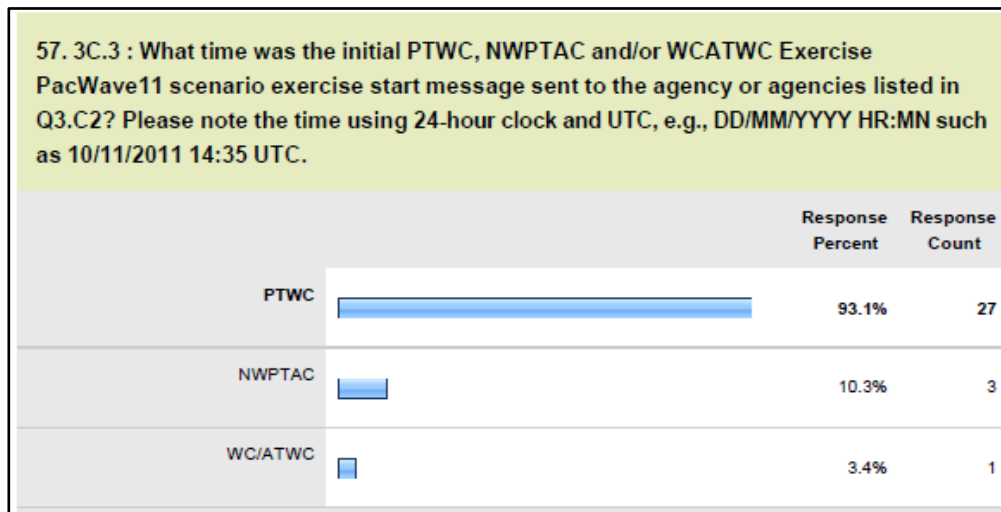 57. 3C.3 : What time was the initial PTWC, NWPTAC and/or WCATWC Exercise
PacWave11 scenario exercise start message sent to the agency or agencies listed in
Q3.C2? Please note the time using 24-hour clock and UTC, e.g., DD/MM/YYYY HR:MN such
as 10/11/2011 14:35 UTC.
Response Response
Percent Count
PTWC 93.1% 27
NWPTAC 10.3% 3
WC/ATWC 3.4% 1